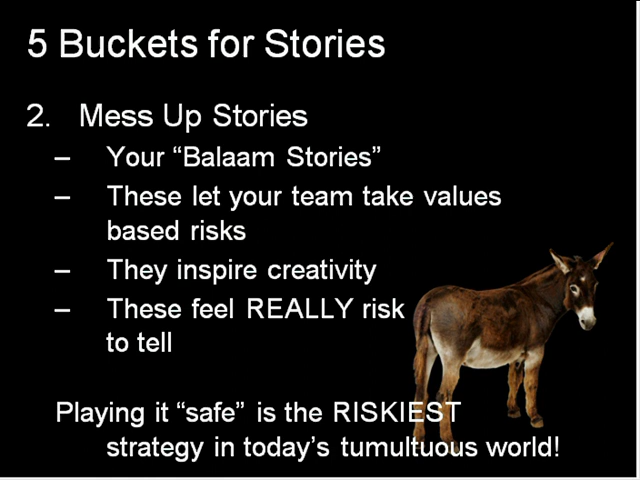 5 Buckets for Stories
2. Mess Up Stories
– Your “Balaam Stories”
– These let your team take values
based risks
– They inspire creativity
– These feel REALLY risk
to tell
Playing it “safe” is the RISKIEST
strategy in today’s tumultuous world!